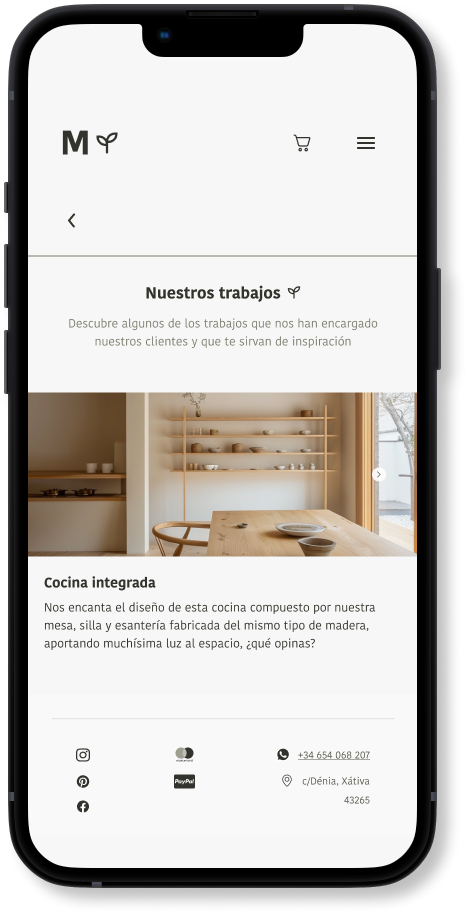 M
Nuestros trabajos
Descubre algunos de los trabajos que nos han encargado
nuestros clientes y que te sirvan de inspiración
Cocina integrada
Nos encanta el diseño de esta cocina compuesto por nuestra
mesa, silla y esantería fabricada del mismo tipo de madera,
aportando muchísima luz al espacio, ¿qué opinas?
+34 654 068 207
PayPal
c/Dénia, Xátiva
43265